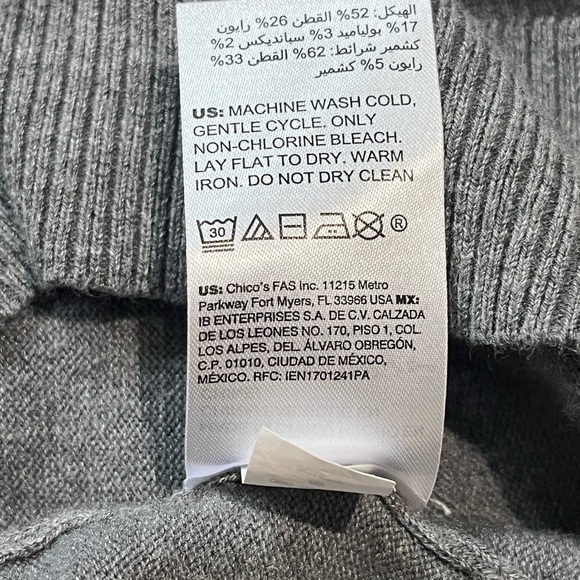 الهيكل: 52% القطن 26% رايون
17% بولياميد 3% سبانديكس 2%
كشمير شرائط: 62% القطن 33%
رايون 5% كشمير
US: MACHINE WASH COLD,
GENTLE CYCLE. ONLY
NON-CHLORINE BLEACH.
LAY FLAT TO DRY. WARM
IRON. DO NOT DRY CLEAN
30 ®
US: Chico's FAS Inc. 11215 Metro
Parkway Fort Myers, FL 33966 USA MX:
IB ENTERPRISES S.A. DE C.V. CALZADA
DE LOS LEONES NO. 170, PISO 1, COL.
LOS ALPES, DEL. ÁLVARO OBREGÓN,
C.P. 01010, CIUDAD DE MÉXICO,
MÉXICO. RFC: IEN1701241PA